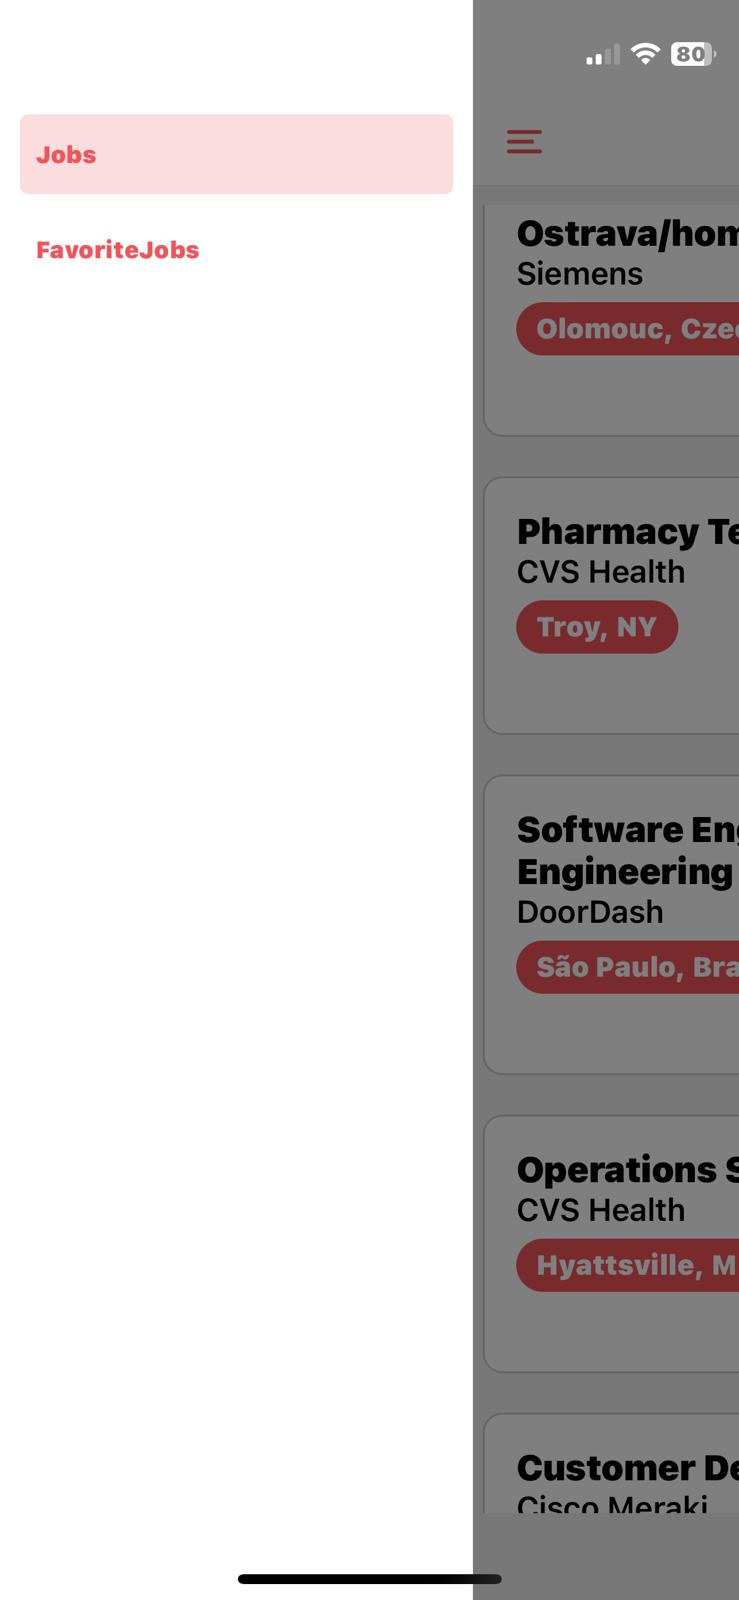 80
Jobs
FavoriteJobs
Ostrava/hom
Siemens
Olomouc, Czec
Pharmacy Te
CVS Health
Troy, NY
Software Eng
Engineering
DoorDash
São Paulo, Bra
Operations S
CVS Health
Hyattsville, M
Customer De
Cisco Meraki